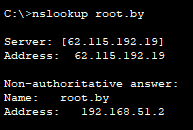 C:\>nslookup root.by
Server: [62.115.192.19]
Address: 62.115.192.19
Non-authoritative answer:
Name: root.by
Address: 192.168.51.2